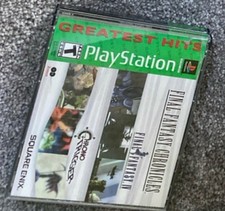 GREATEST HITS
PlayStation
T
FINAL FANTASY CHRONICLES
FINAL FANTASY IV
CHRONO TRIGGER
SQUARE ENIX